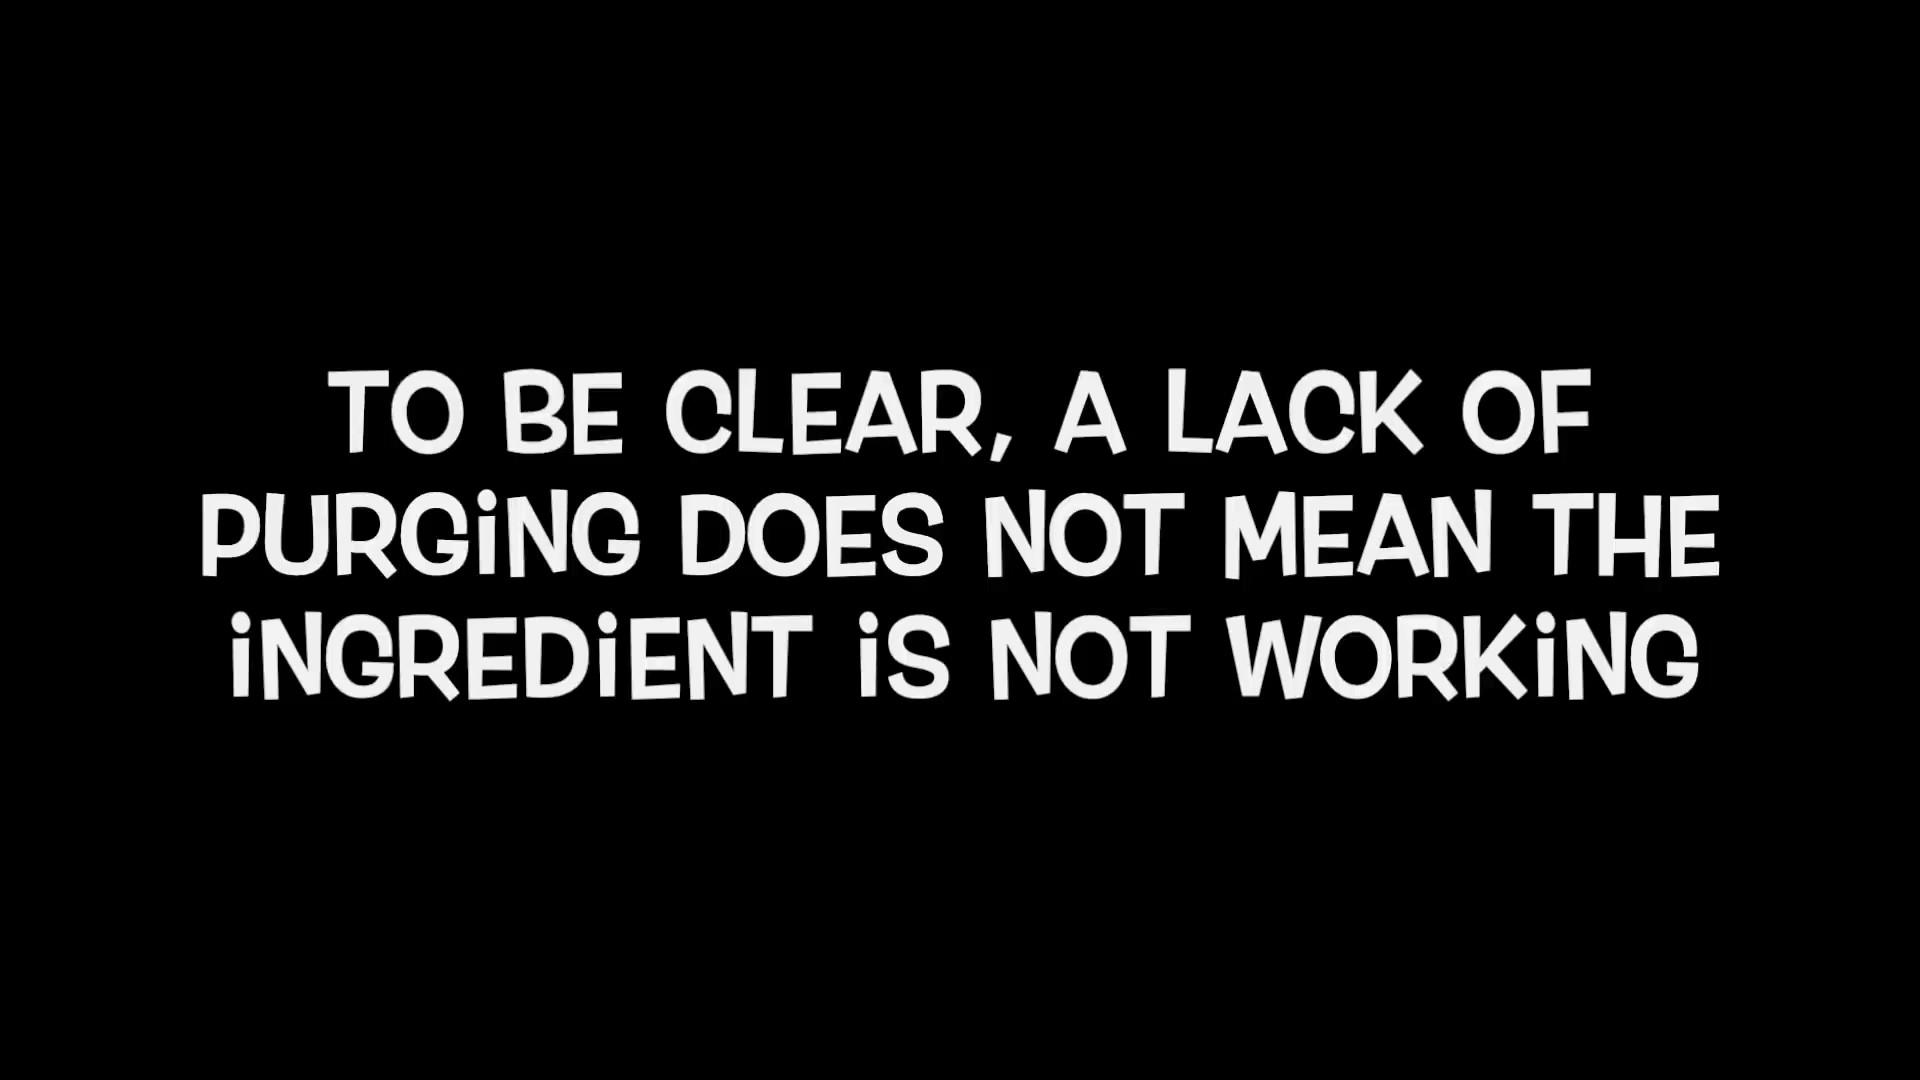 TO BE CLEAR, A LACK OF
PURGiNG DOES NOT MEAN THE
iNGREDiENT iS NOT WORKiNG